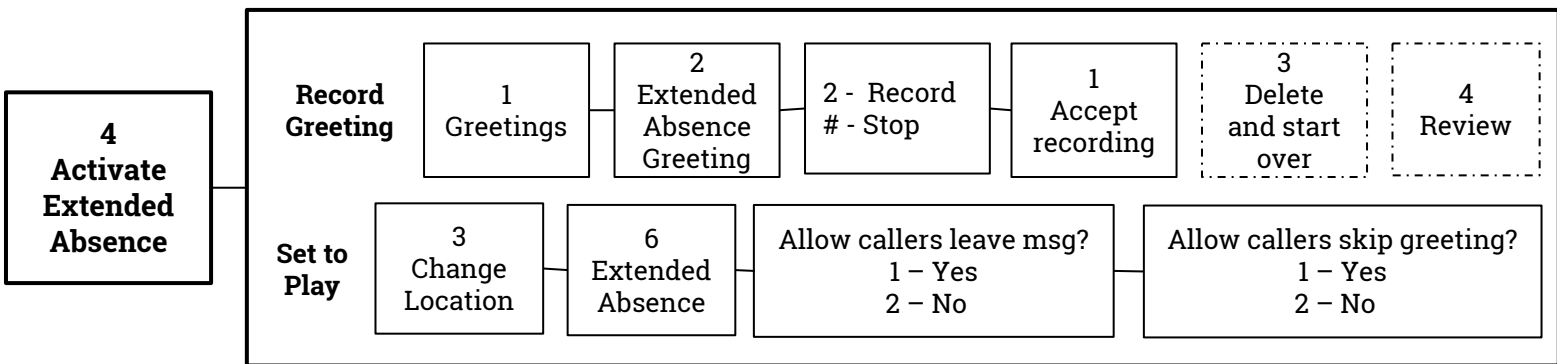 4
Activate
Extended
Absence
Record
Greeting
1
Greetings
2
Extended
Absence
Greeting
2 - Record
# - Stop
1
Accept
recording
3
Delete
and start
over
4
Review
Set to
Play
3
Change
Location
6
Extended
Absence
Allow callers leave msg?
1 – Yes
2 – No
Allow callers skip greeting?
1 – Yes
2 – No